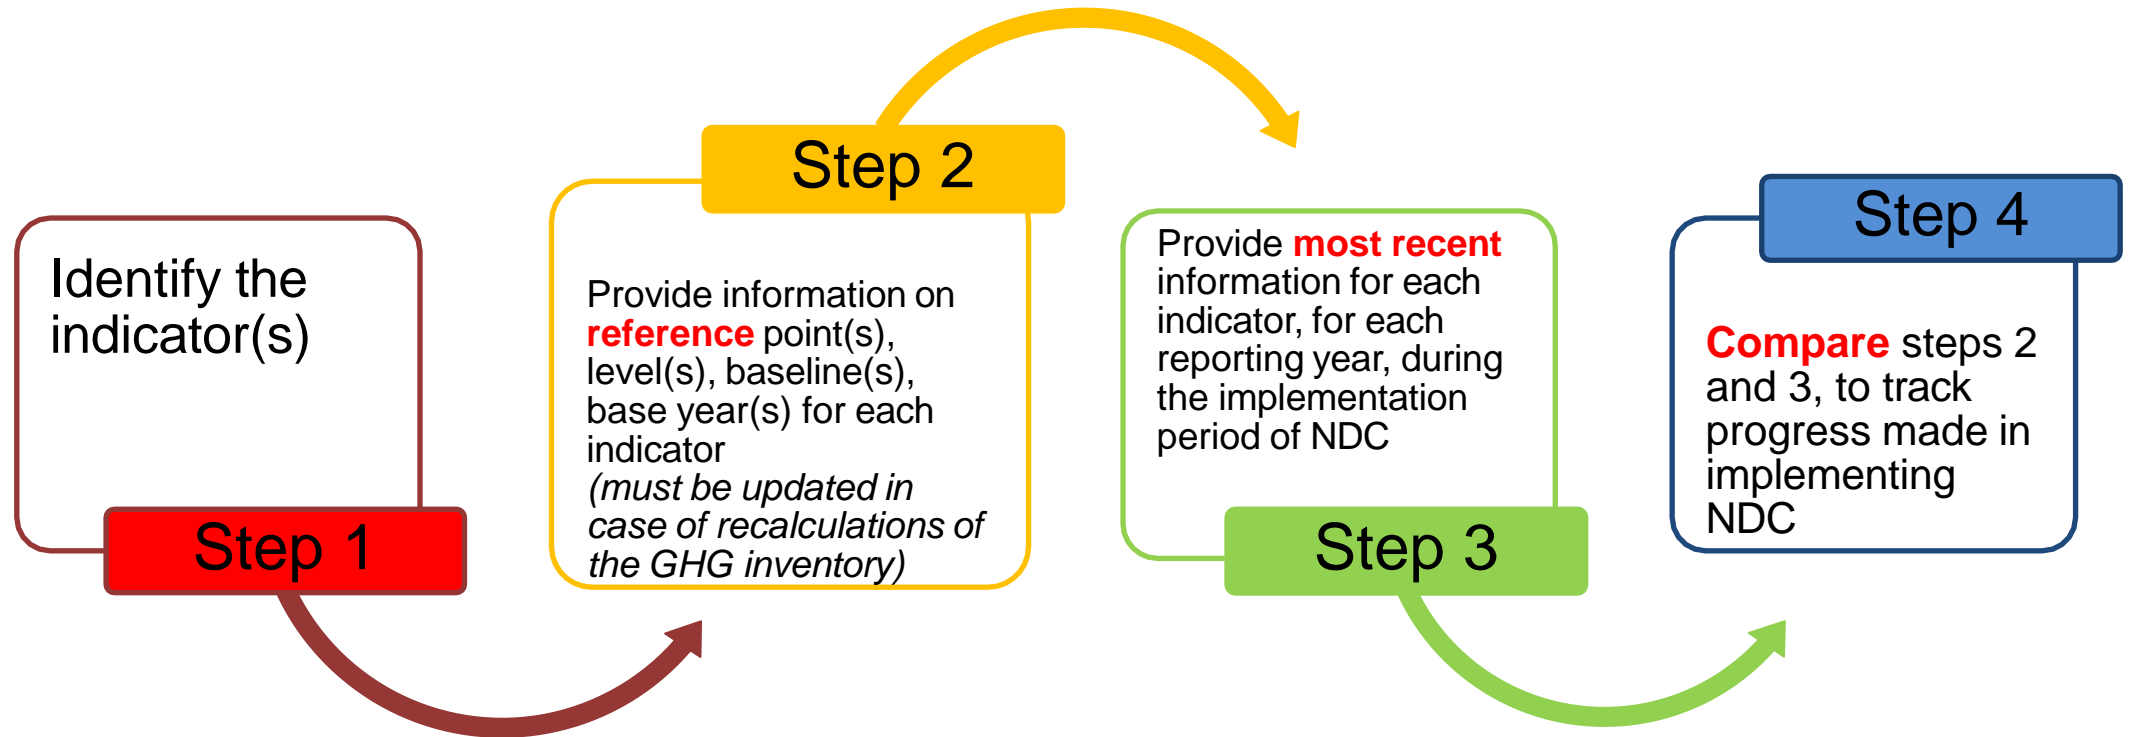 Identify the
indicator(s)
Step 1
Step 2
Provide information on
reference point(s),
level(s), baseline(s),
base year(s) for each
indicator
(must be updated in
case of recalculations of
the GHG inventory)
Provide most recent
information for each
indicator, for each
reporting year, during
the implementation
period of NDC
Step 3
Step 4
Compare steps 2
and 3, to track
progress made in
implementing
NDC